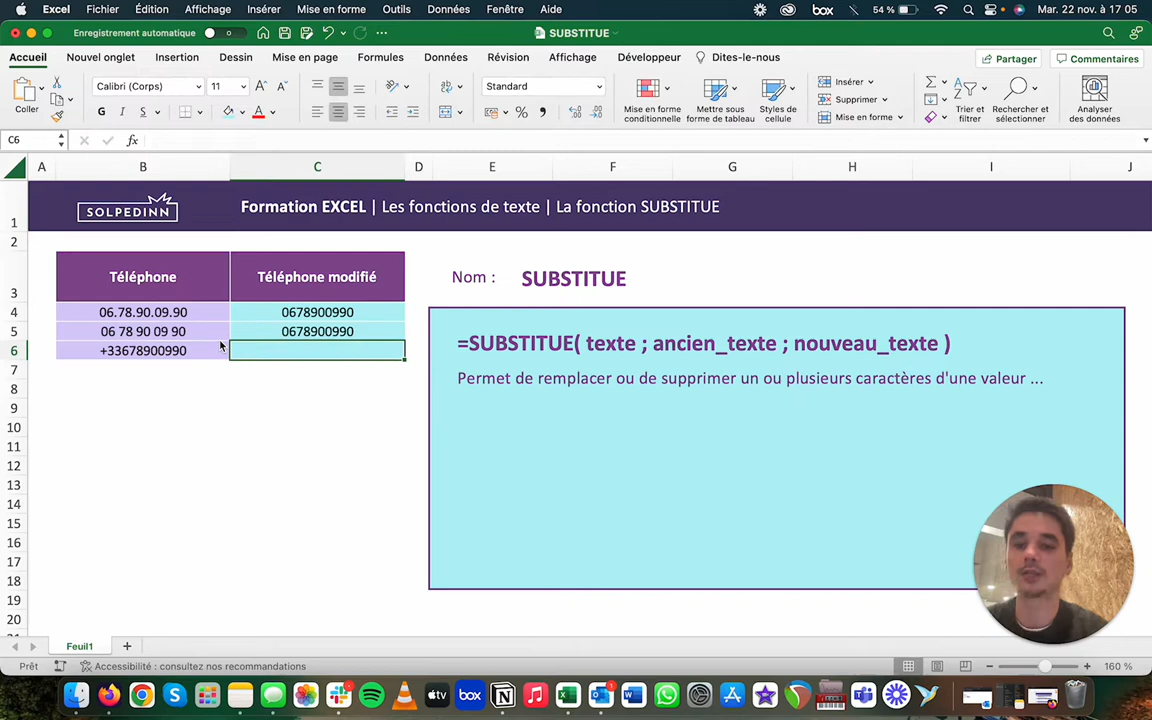 Excel Fichier Édition Affichage Insérer Mise en forme Outils Données Fenêtre Aide box 54 % Mar. 22 nov. à 17 05
Enregistrement automatique SUBSTITUE
Accueil Nouvel onglet Insertion Dessin Mise en page Formules Données Révision Affichage Développeur Dites-le-nous Partager Commentaires
Coller Calibri (Corps) 11 A A Standard
G I S A
Mise en forme conditionnelle
Mettre sous forme de tableau
Styles de cellule
Insérer
Supprimer
Mise en forme
Trier et filtrer
Rechercher et sélectionner
Analyser des données
C6 fx
A B C D E F G H I J
1 SOLPEDINN Formation EXCEL | Les fonctions de texte | La fonction SUBSTITUE
2
3 Téléphone Téléphone modifié Nom : SUBSTITUE
4 06.78.90.09.90 0678900990
5 06 78 90 09 90 0678900990 =SUBSTITUE( texte ; ancien_texte ; nouveau_texte )
6 +33678900990
7 Permet de remplacer ou de supprimer un ou plusieurs caractères d'une valeur ...
8
9
10
11
12
13
14
15
16
17
18
19
20
Feuil1 +
Prêt Accessibilité : consultez nos recommandations 160 %
tv box